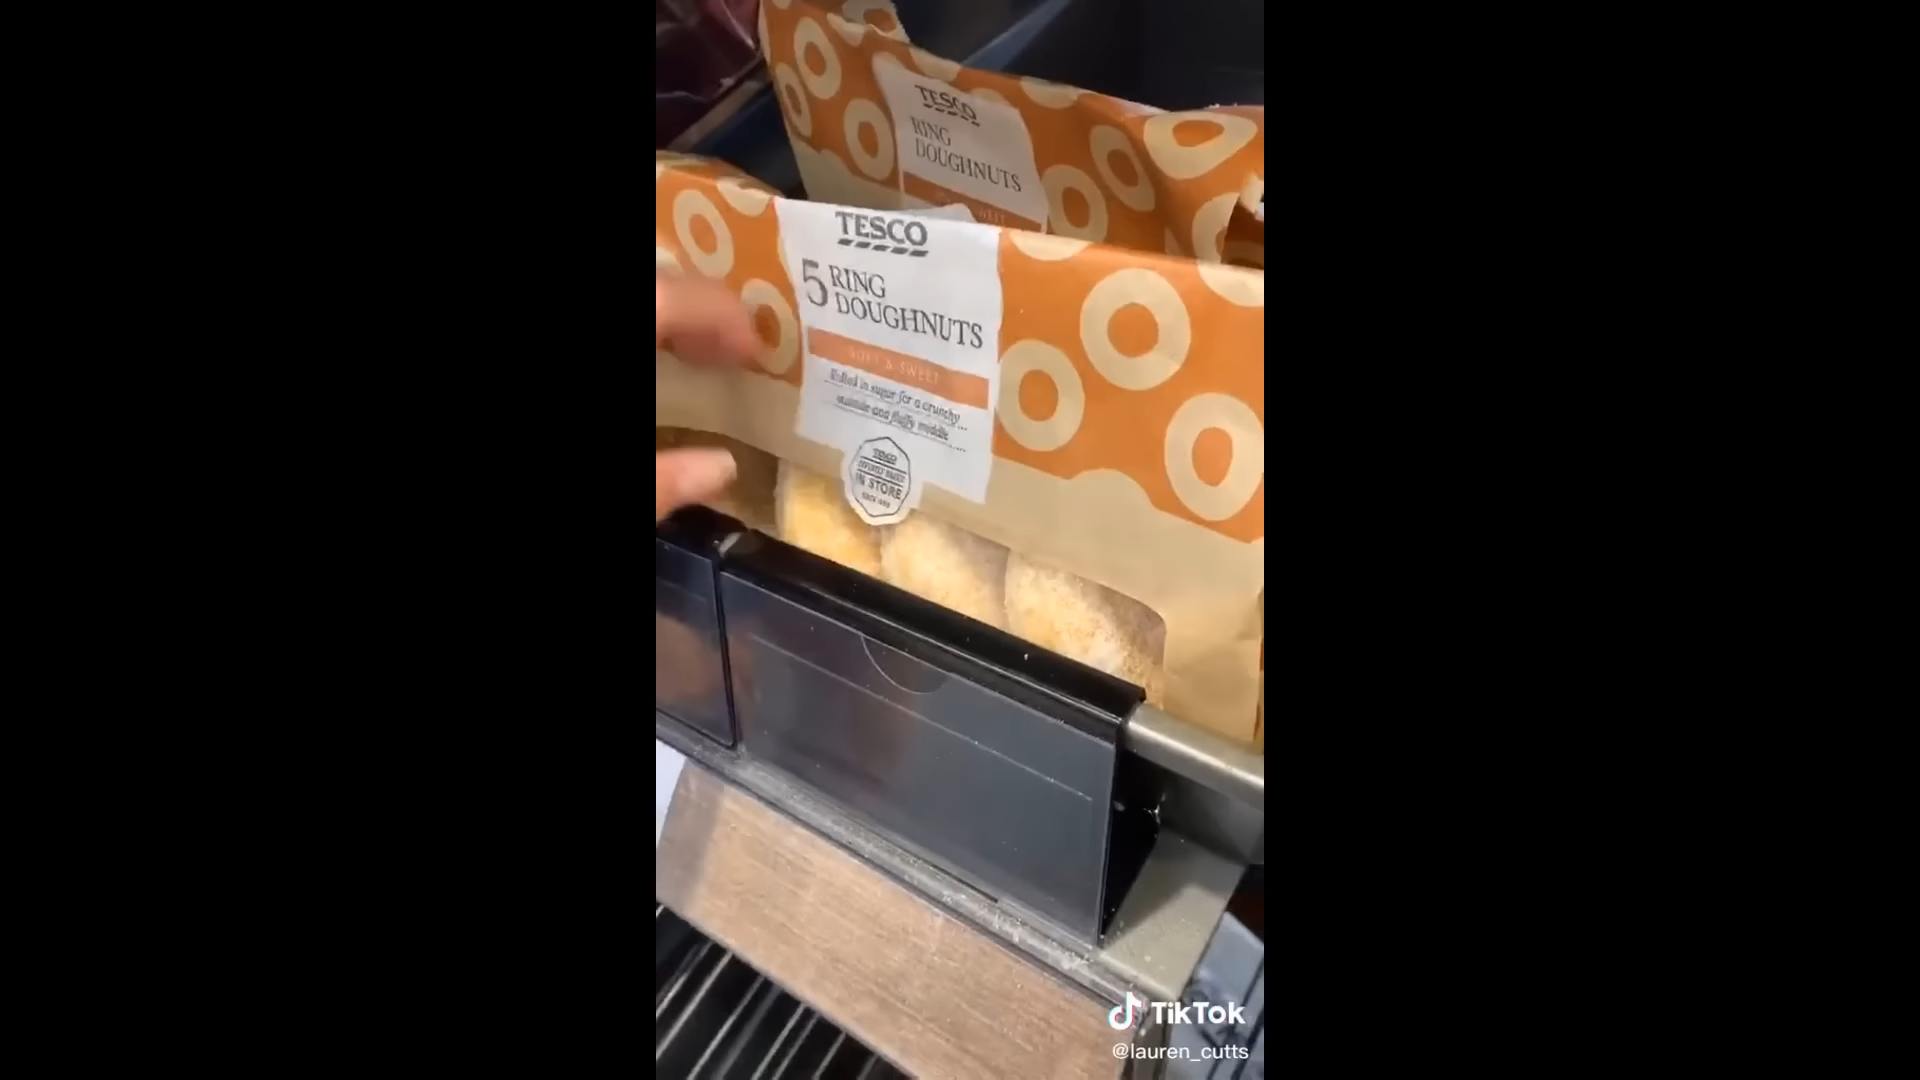 TESCO
RING
DOUGHNUTS
TESCO
5 RING
DOUGHNUTS
SOFT & SWEET
Rolled in sugar for a crunchy
outside and fluffy middle
TESCO
IN STORE
TikTok
@lauren_cutts